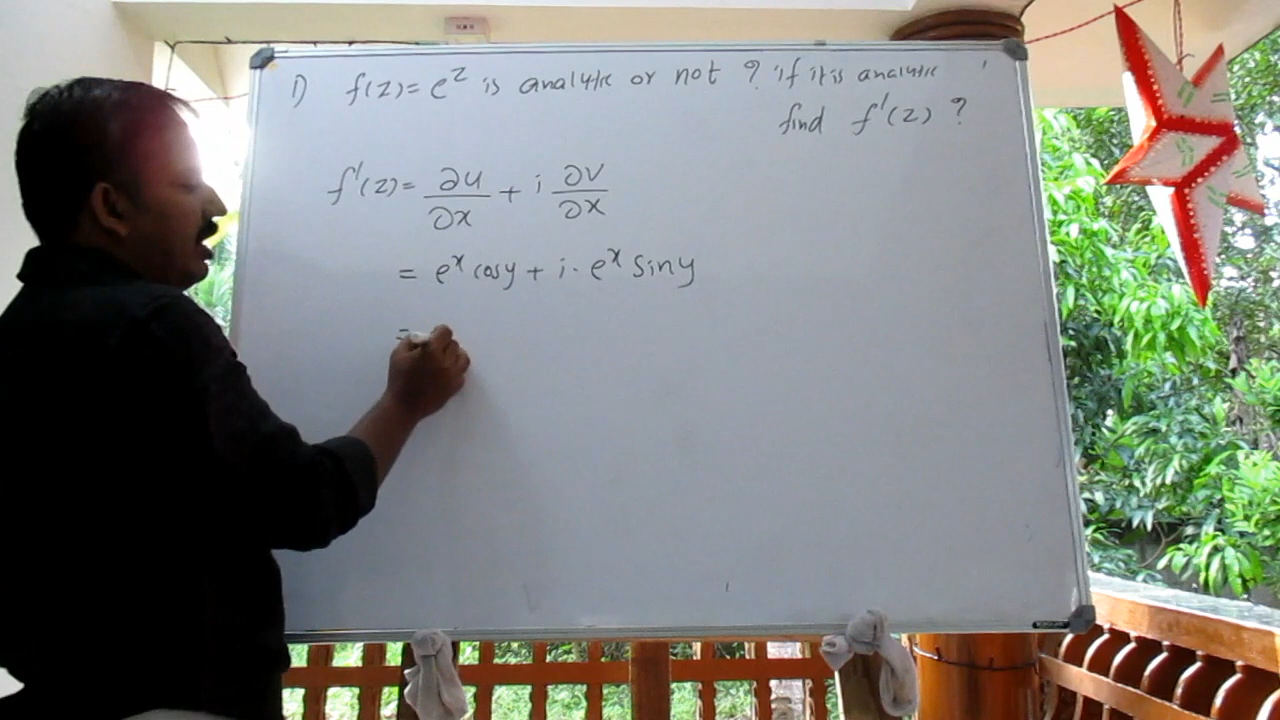 1) f(z)= e^z is analytic or not ? if it is analytic
find f'(z) ?
f'(z)= ∂u/∂x + i ∂v/∂x
= e^x cosy + i. e^x siny
=